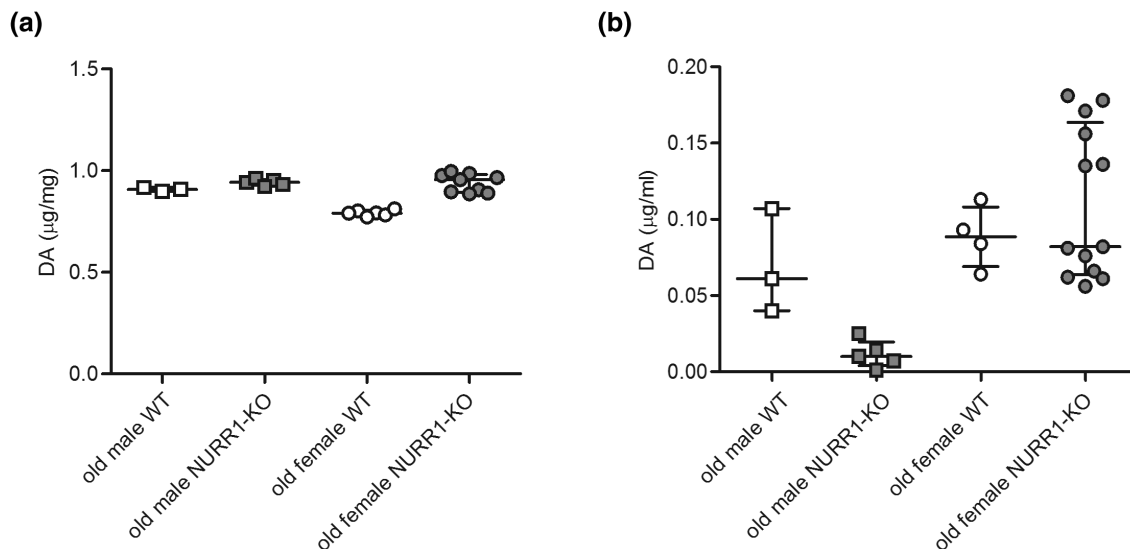 (a)
DA (μg/mg)
1.5
1.0
0.5
0.0
old male WT
old male NURR1-KO
old female WT
old female NURR1-KO
(b)
DA (μg/ml)
0.20
0.15
0.10
0.05
0.00
old male WT
old male NURR1-KO
old female WT
old female NURR1-KO